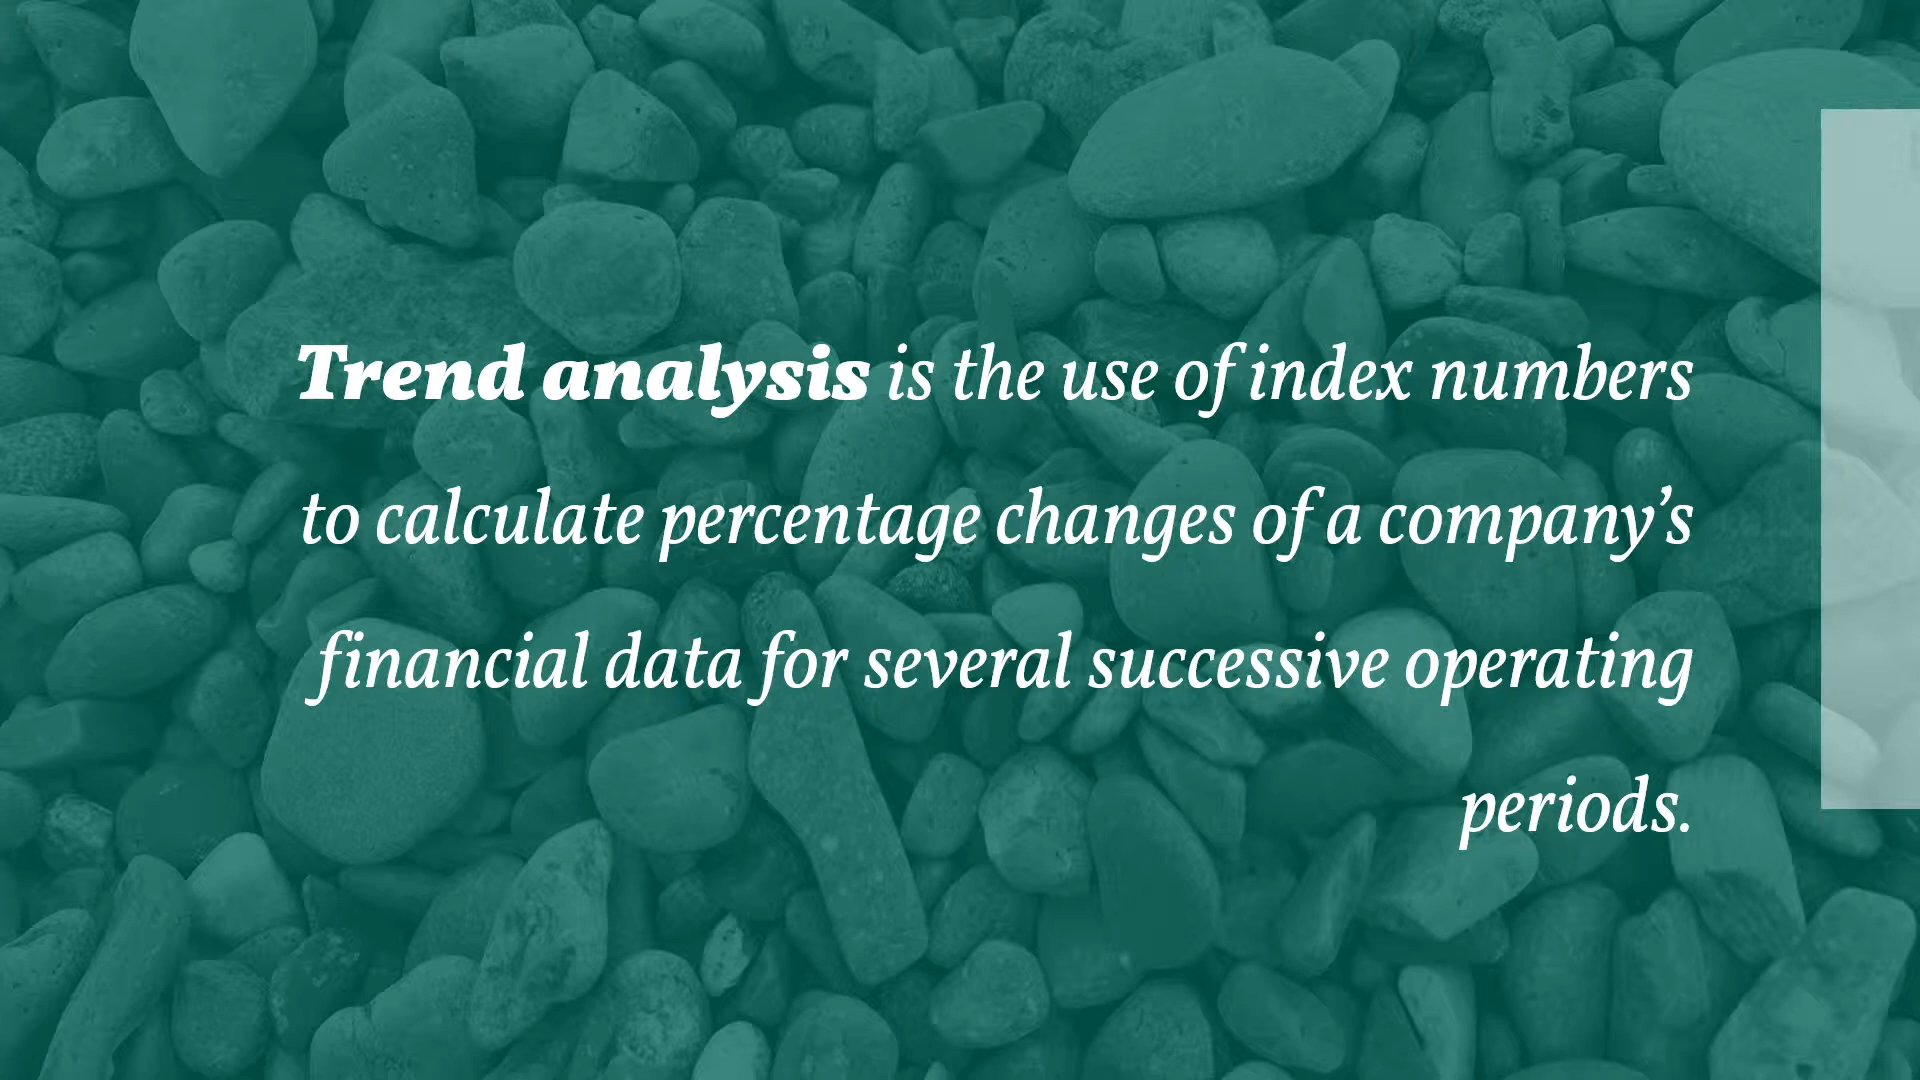 Trend analysis is the use of index numbers
to calculate percentage changes of a company’s
financial data for several successive operating
periods.